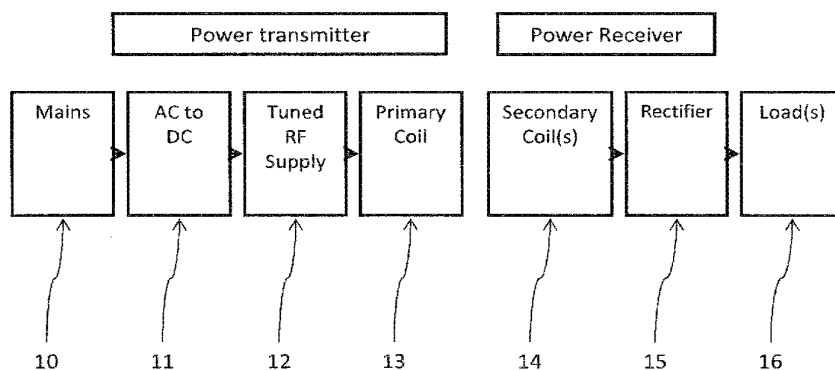 Power transmitter
Power Receiver
Mains
AC to
DC
Tuned
RF
Supply
Primary
Coil
Secondary
Coil(s)
Rectifier
Load(s)
10
11
12
13
14
15
16